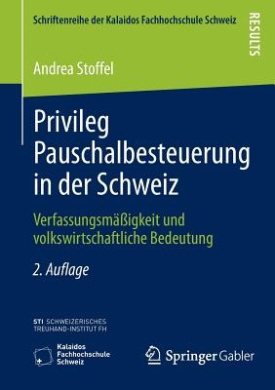 Schriftenreihe der Kalaidos Fachhochschule Schweiz
RESULTS
Andrea Stoffel
Privileg
Pauschalbesteuerung
in der Schweiz
Verfassungsmäßigkeit und
volkswirtschaftliche Bedeutung
2. Auflage
STI SCHWEIZERISCHES
TREUHAND-INSTITUT FH
Kalaidos
Fachhochschule
Schweiz
Springer Gabler